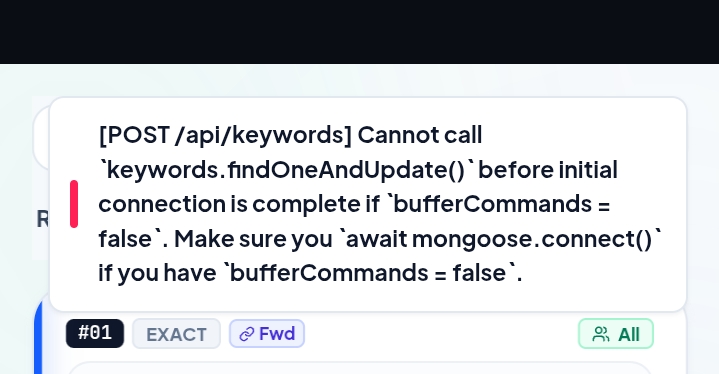 [POST /api/keywords] Cannot call
`keywords.findOneAndUpdate()` before initial
connection is complete if `bufferCommands =
false`. Make sure you `await mongoose.connect()`
if you have `bufferCommands = false`.
R
#01 EXACT Fwd All